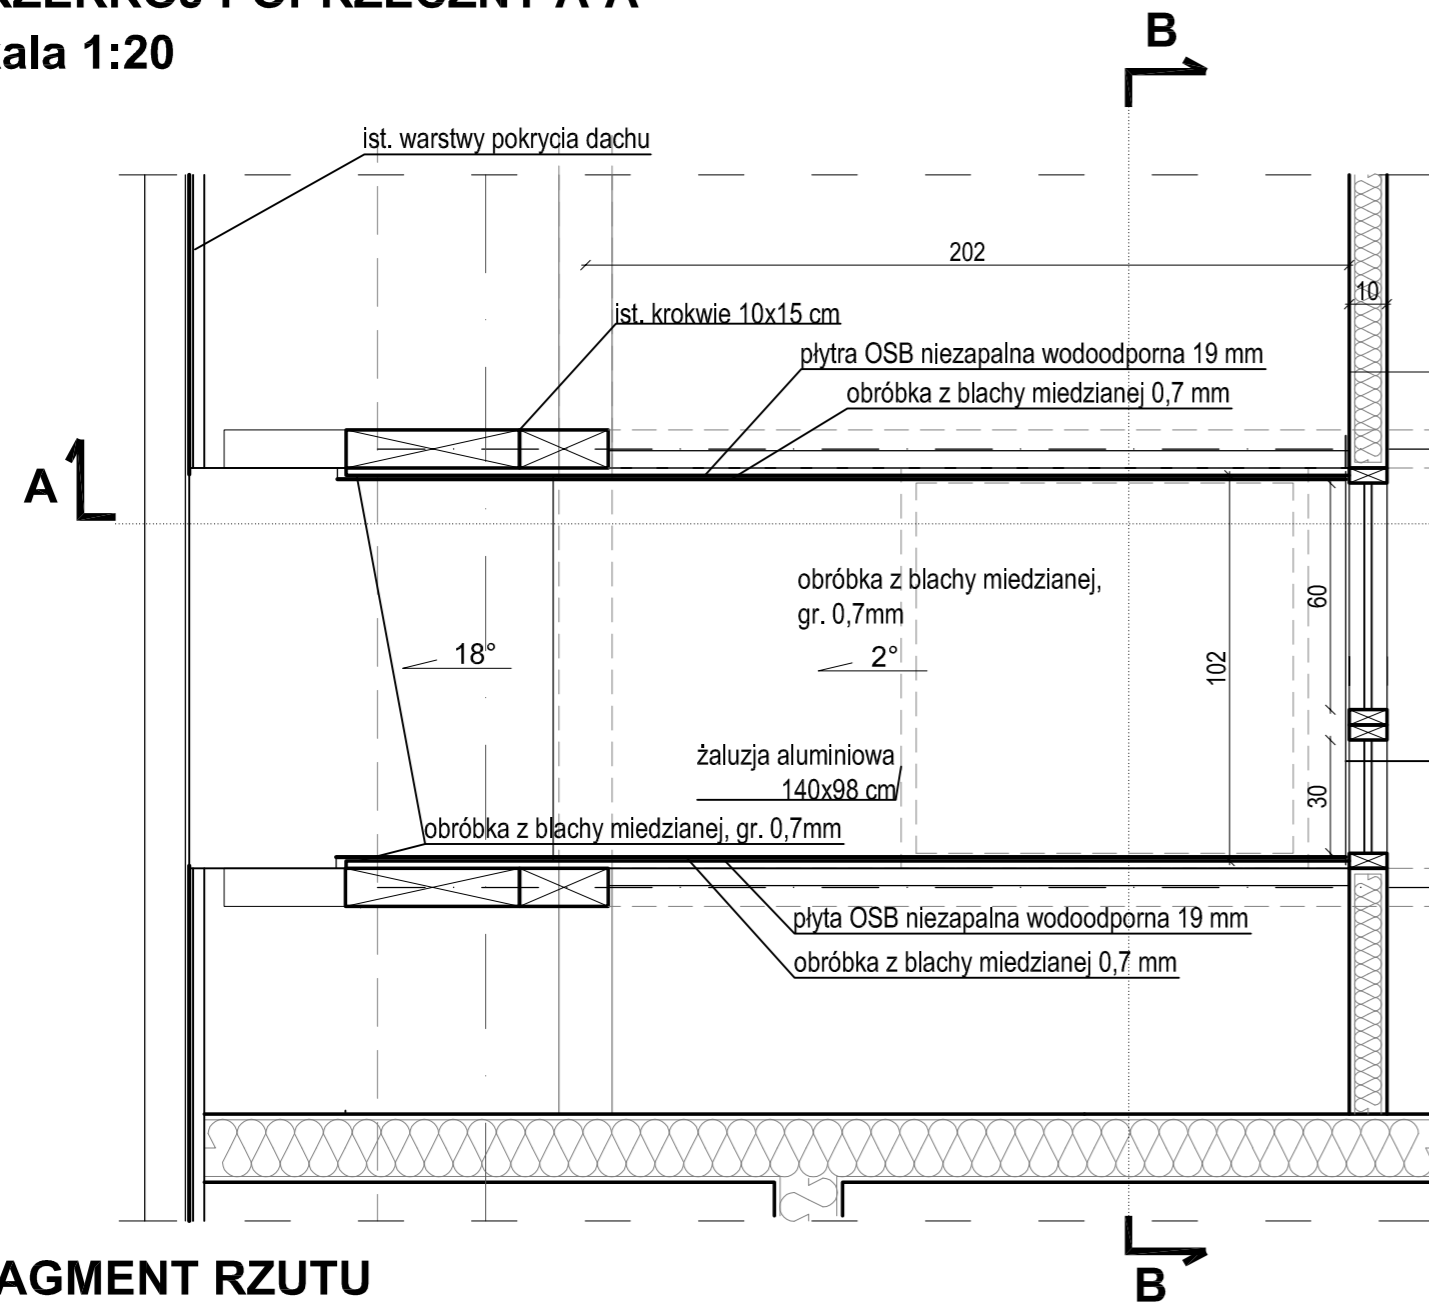 ala 1:20
B
ist. warstwy pokrycia dachu
202
10
ist. krokwie 10x15 cm
płytra OSB niezapalna wodoodporna 19 mm
obróbka z blachy miedzianej 0,7 mm
A
obróbka z blachy miedzianej,
gr. 0,7mm
60
18°
2°
102
żaluzja aluminiowa
140x98 cm
30
obróbka z blachy miedzianej, gr. 0,7mm
płyta OSB niezapalna wodoodporna 19 mm
obróbka z blachy miedzianej 0,7 mm
AGMENT RZUTU
B